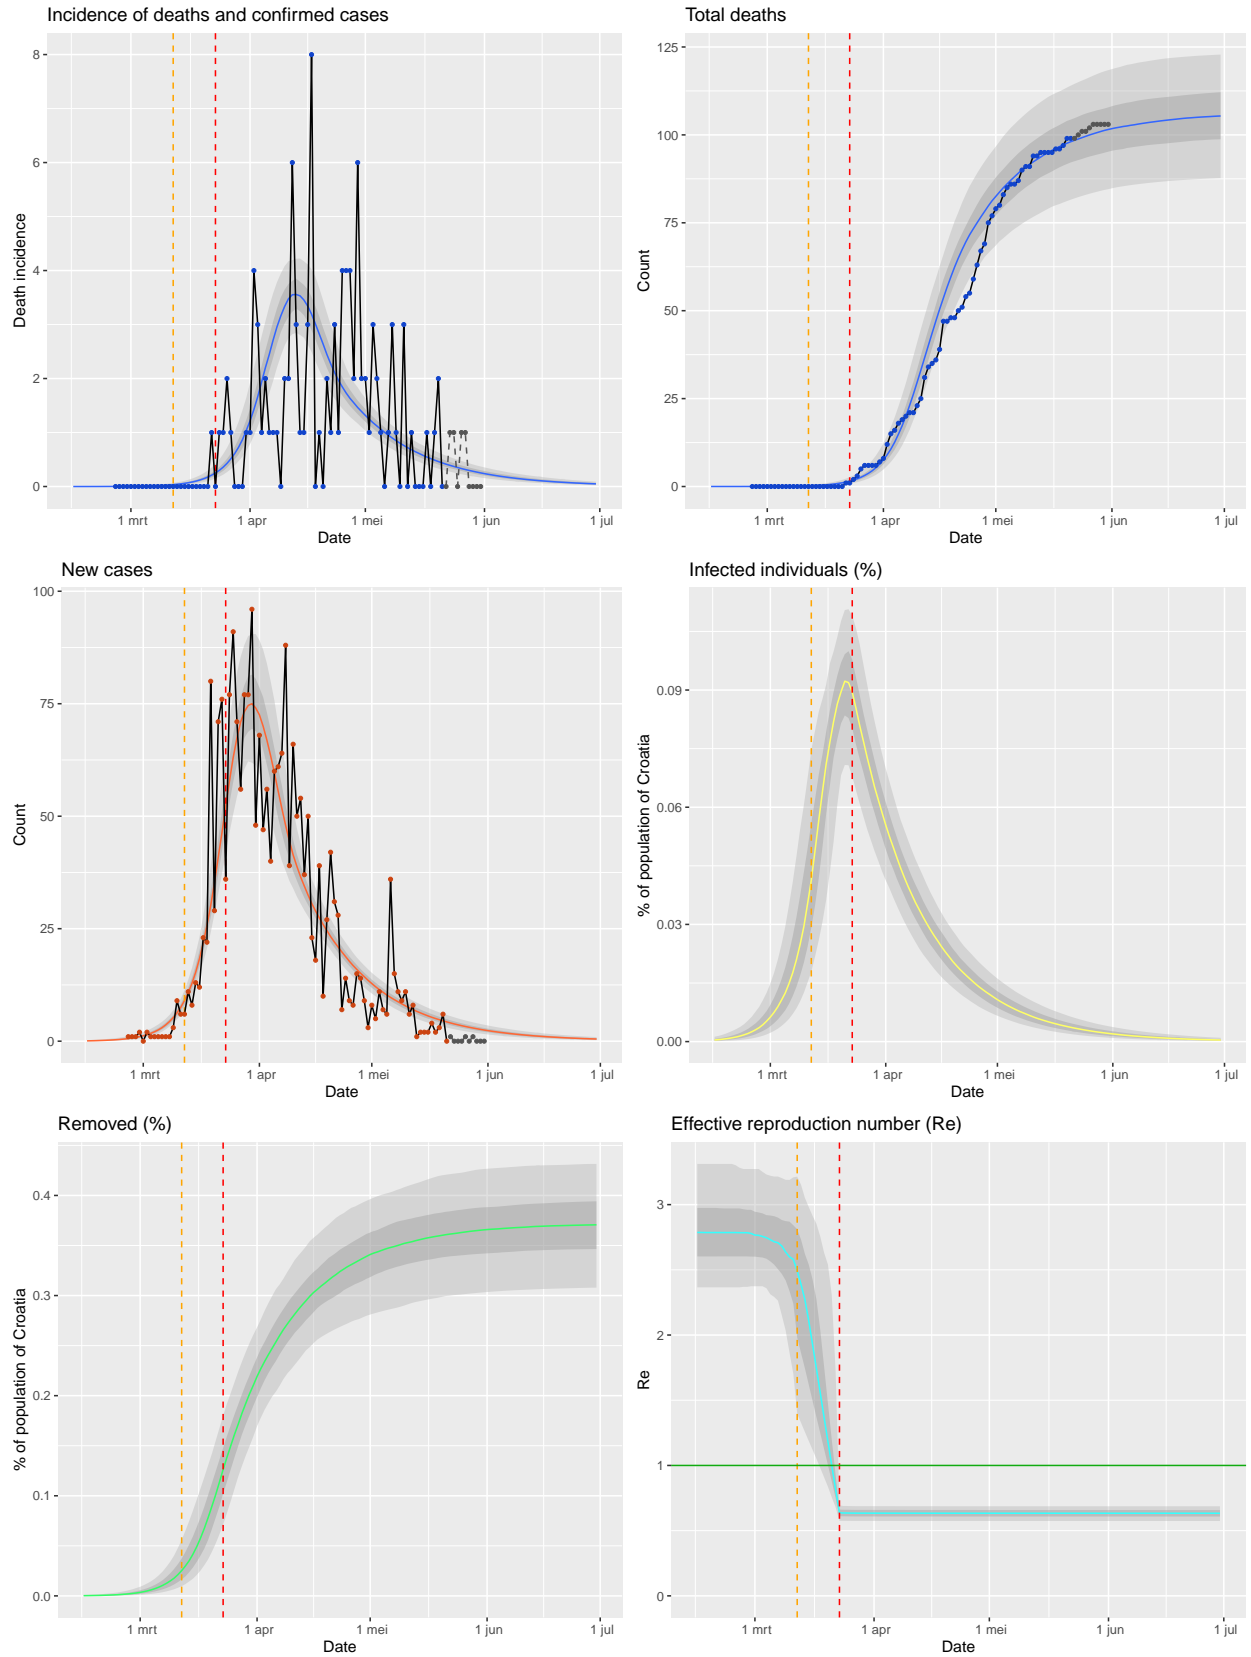 Incidence of deaths and confirmed cases
Death incidence
8
6
4
2
0
1 mrt
1 apr
1 mei
1 jun
1 jul
Date
Total deaths
Count
125
100
75
50
25
0
1 mrt
1 apr
1 mei
1 jun
1 jul
Date
New cases
Count
100
75
50
25
0
1 mrt
1 apr
1 mei
1 jun
1 jul
Date
Infected individuals (%)
% of population of Croatia
0.09
0.06
0.03
0.00
1 mrt
1 apr
1 mei
1 jun
1 jul
Date
Removed (%)
% of population of Croatia
0.4
0.3
0.2
0.1
0.0
1 mrt
1 apr
1 mei
1 jun
1 jul
Date
Effective reproduction number (Re)
Re
3
2
1
0
1 mrt
1 apr
1 mei
1 jun
1 jul
Date